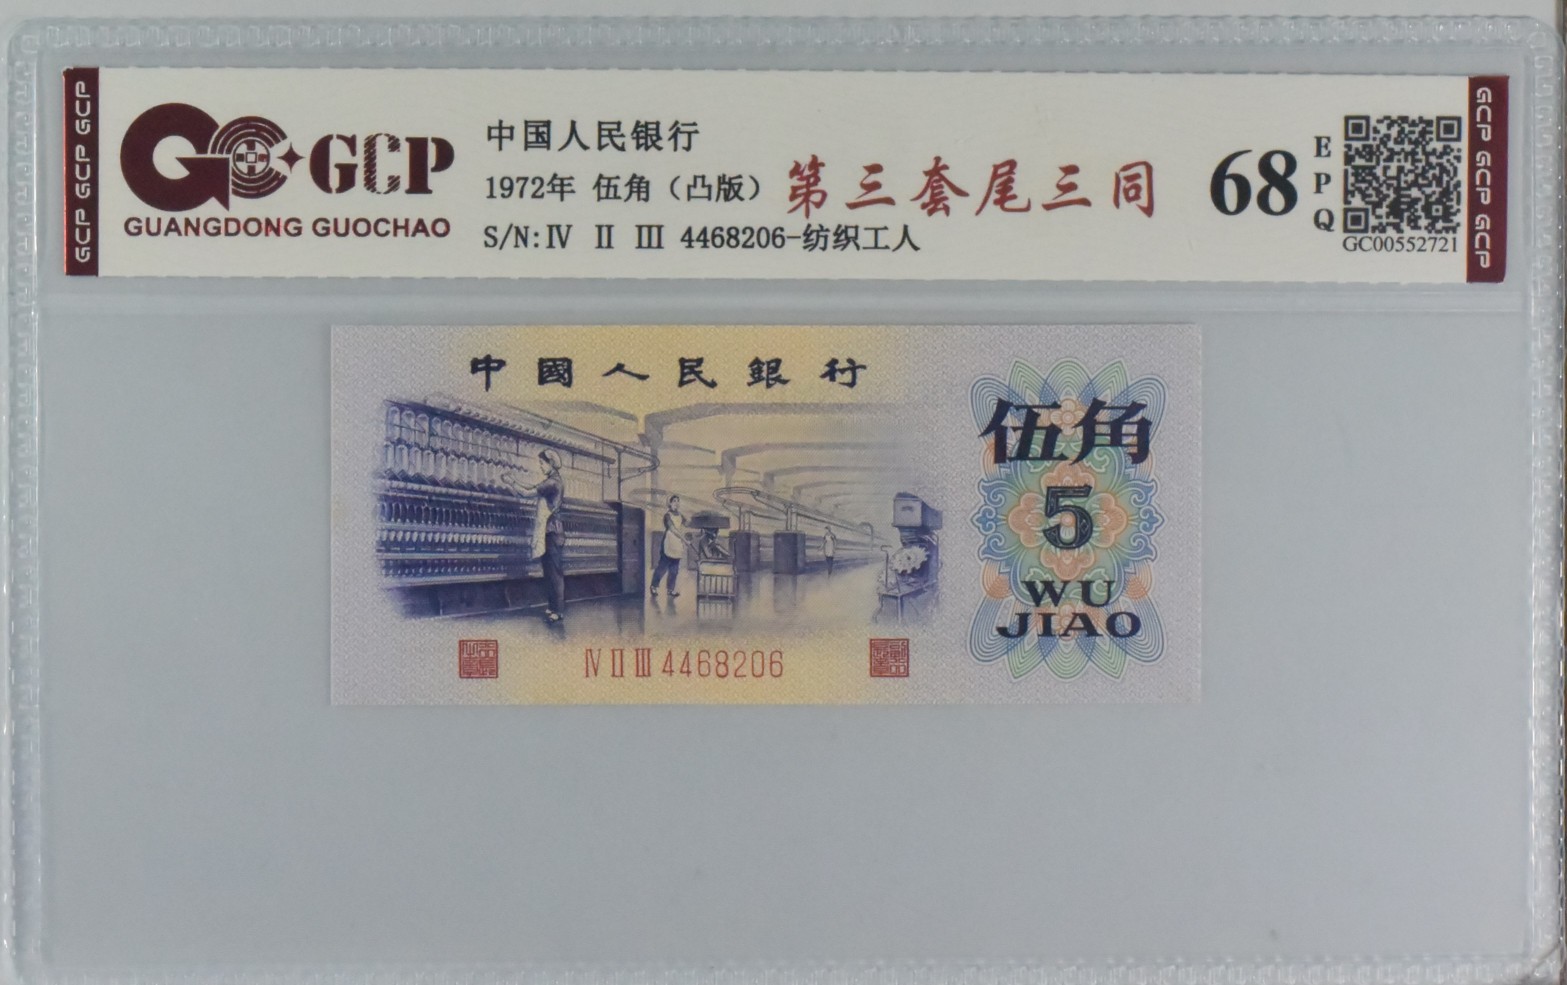 GCP GCP GCP
GCP
GUANGDONG GUOCHAO
中国人民银行
1972年 伍角（凸版）
S/N:Ⅳ Ⅱ Ⅲ 4468206-纺织工人
第三套尾三同
68
EPQ
GC00552721
GCP GCP GCP
中國人民銀行
伍角
5
WU
JIAO
Ⅳ Ⅱ Ⅲ 4468206